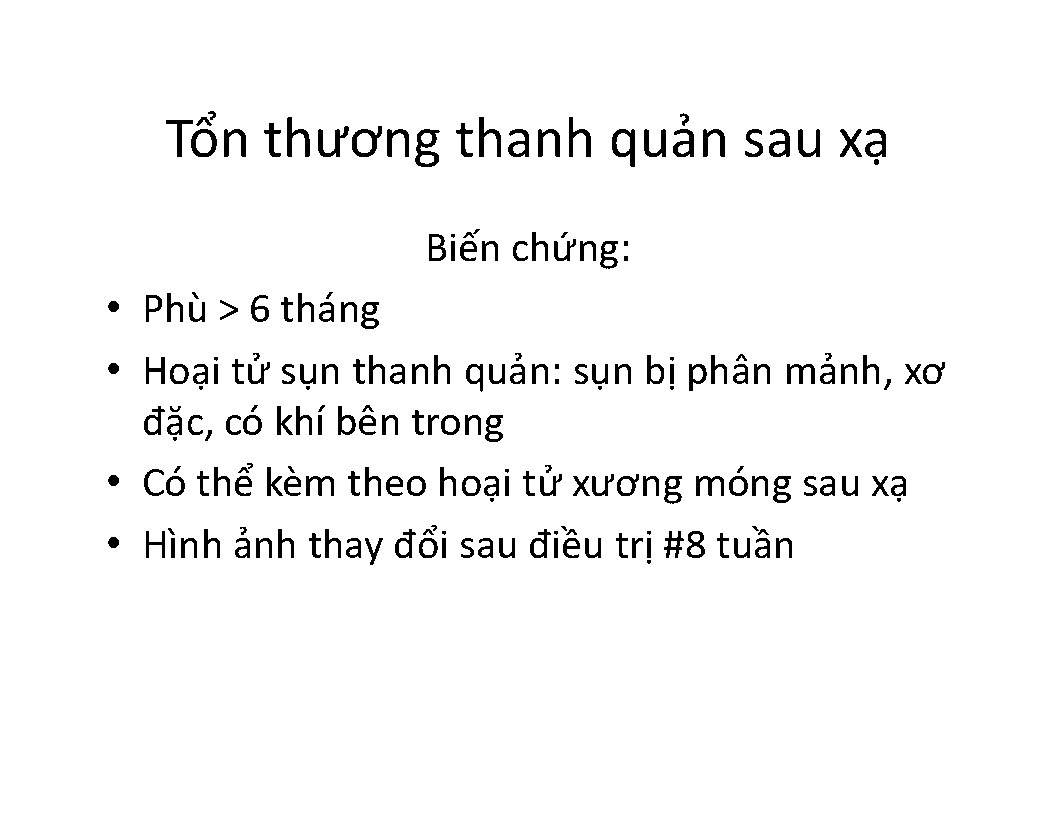 Tổn thương thanh quản sau xạ
Biến chứng:
• Phù > 6 tháng
• Hoại tử sụn thanh quản: sụn bị phân mảnh, xơ
đặc, có khí bên trong
• Có thể kèm theo hoại tử xương móng sau xạ
• Hình ảnh thay đổi sau điều trị #8 tuần